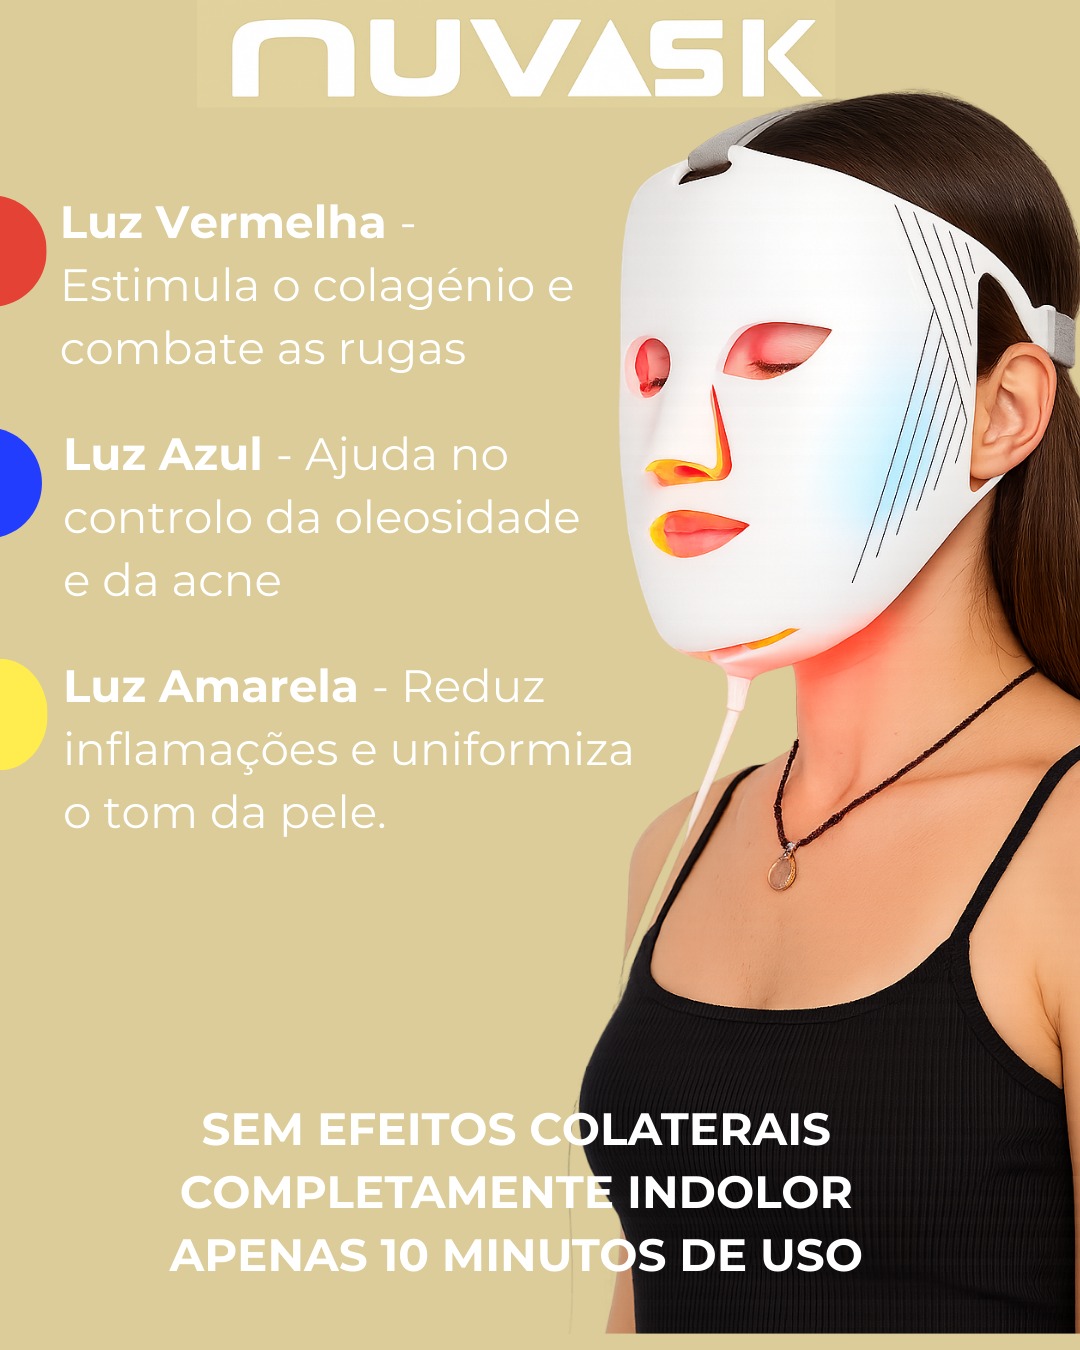 NUVASK
Luz Vermelha -
Estimula o colagénio e
combate as rugas
Luz Azul - Ajuda no
controlo da oleosidade
e da acne
Luz Amarela - Reduz
inflamações e uniformiza
o tom da pele.
SEM EFEITOS COLATERAIS
COMPLETAMENTE INDOLOR
APENAS 10 MINUTOS DE USO